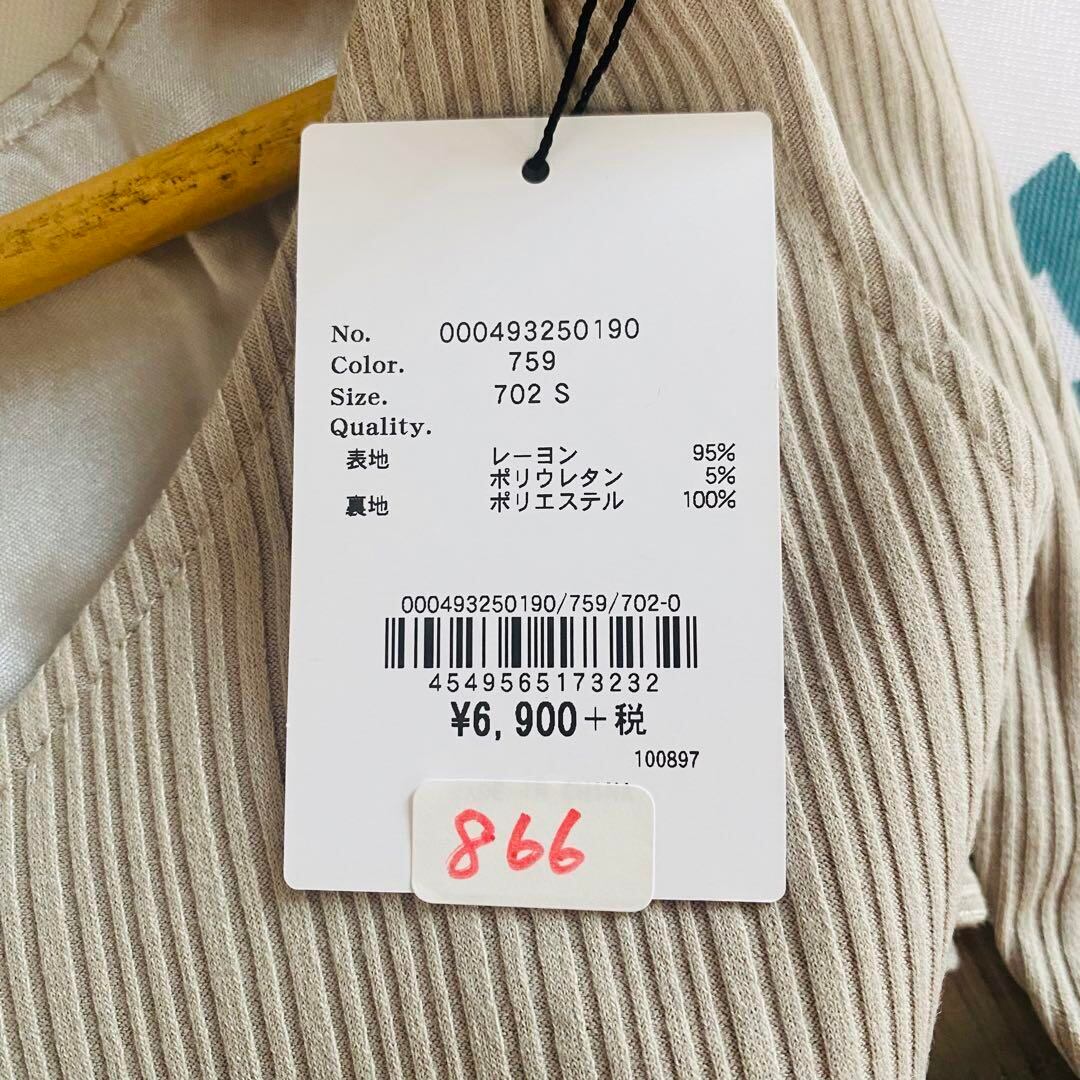 No. 000493250190
Color. 759
Size. 702 S
Quality.
表地 レーヨン 95%
ポリウレタン 5%
裏地 ポリエステル 100%
000493250190/759/702-0
4549565173232
¥6,900+税
100897
866